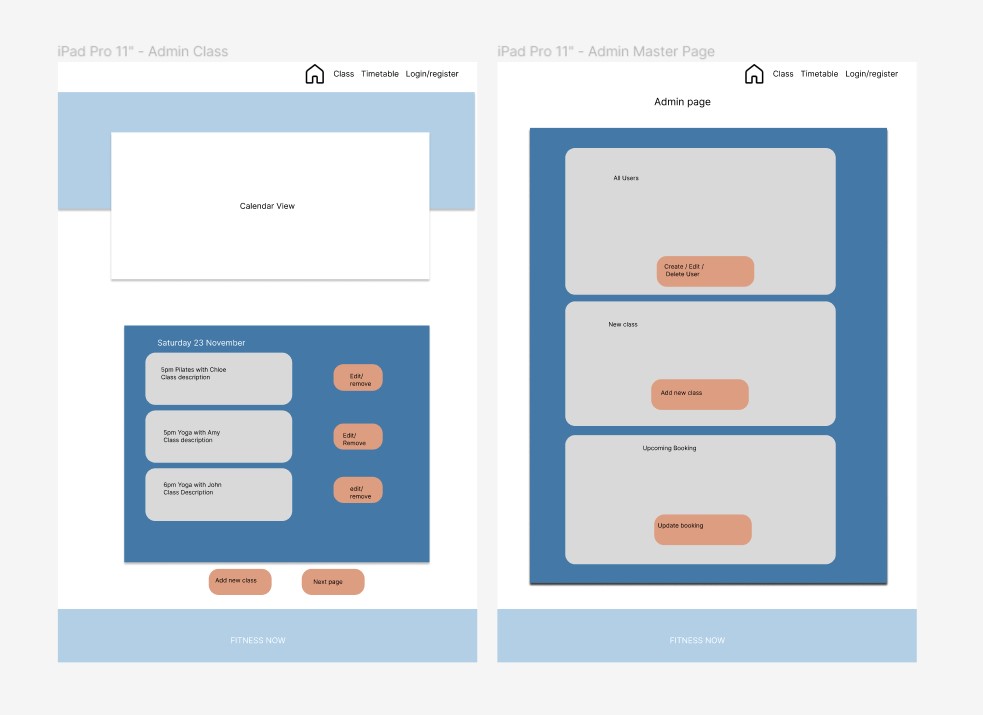 iPad Pro 11" - Admin Class
Class Timetable Login/register
Calendar View
Saturday 23 November
5pm Pilates with Chloe
Class description
Edit/
remove
5pm Yoga with Amy
Class description
Edit/
Remove
6pm Yoga with John
Class Description
edit/
remove
Add new class
Next page
FITNESS NOW
iPad Pro 11" - Admin Master Page
Class Timetable Login/register
Admin page
All Users
Create / Edit /
Delete User
New class
Add new class
Upcoming Booking
Update booking
FITNESS NOW